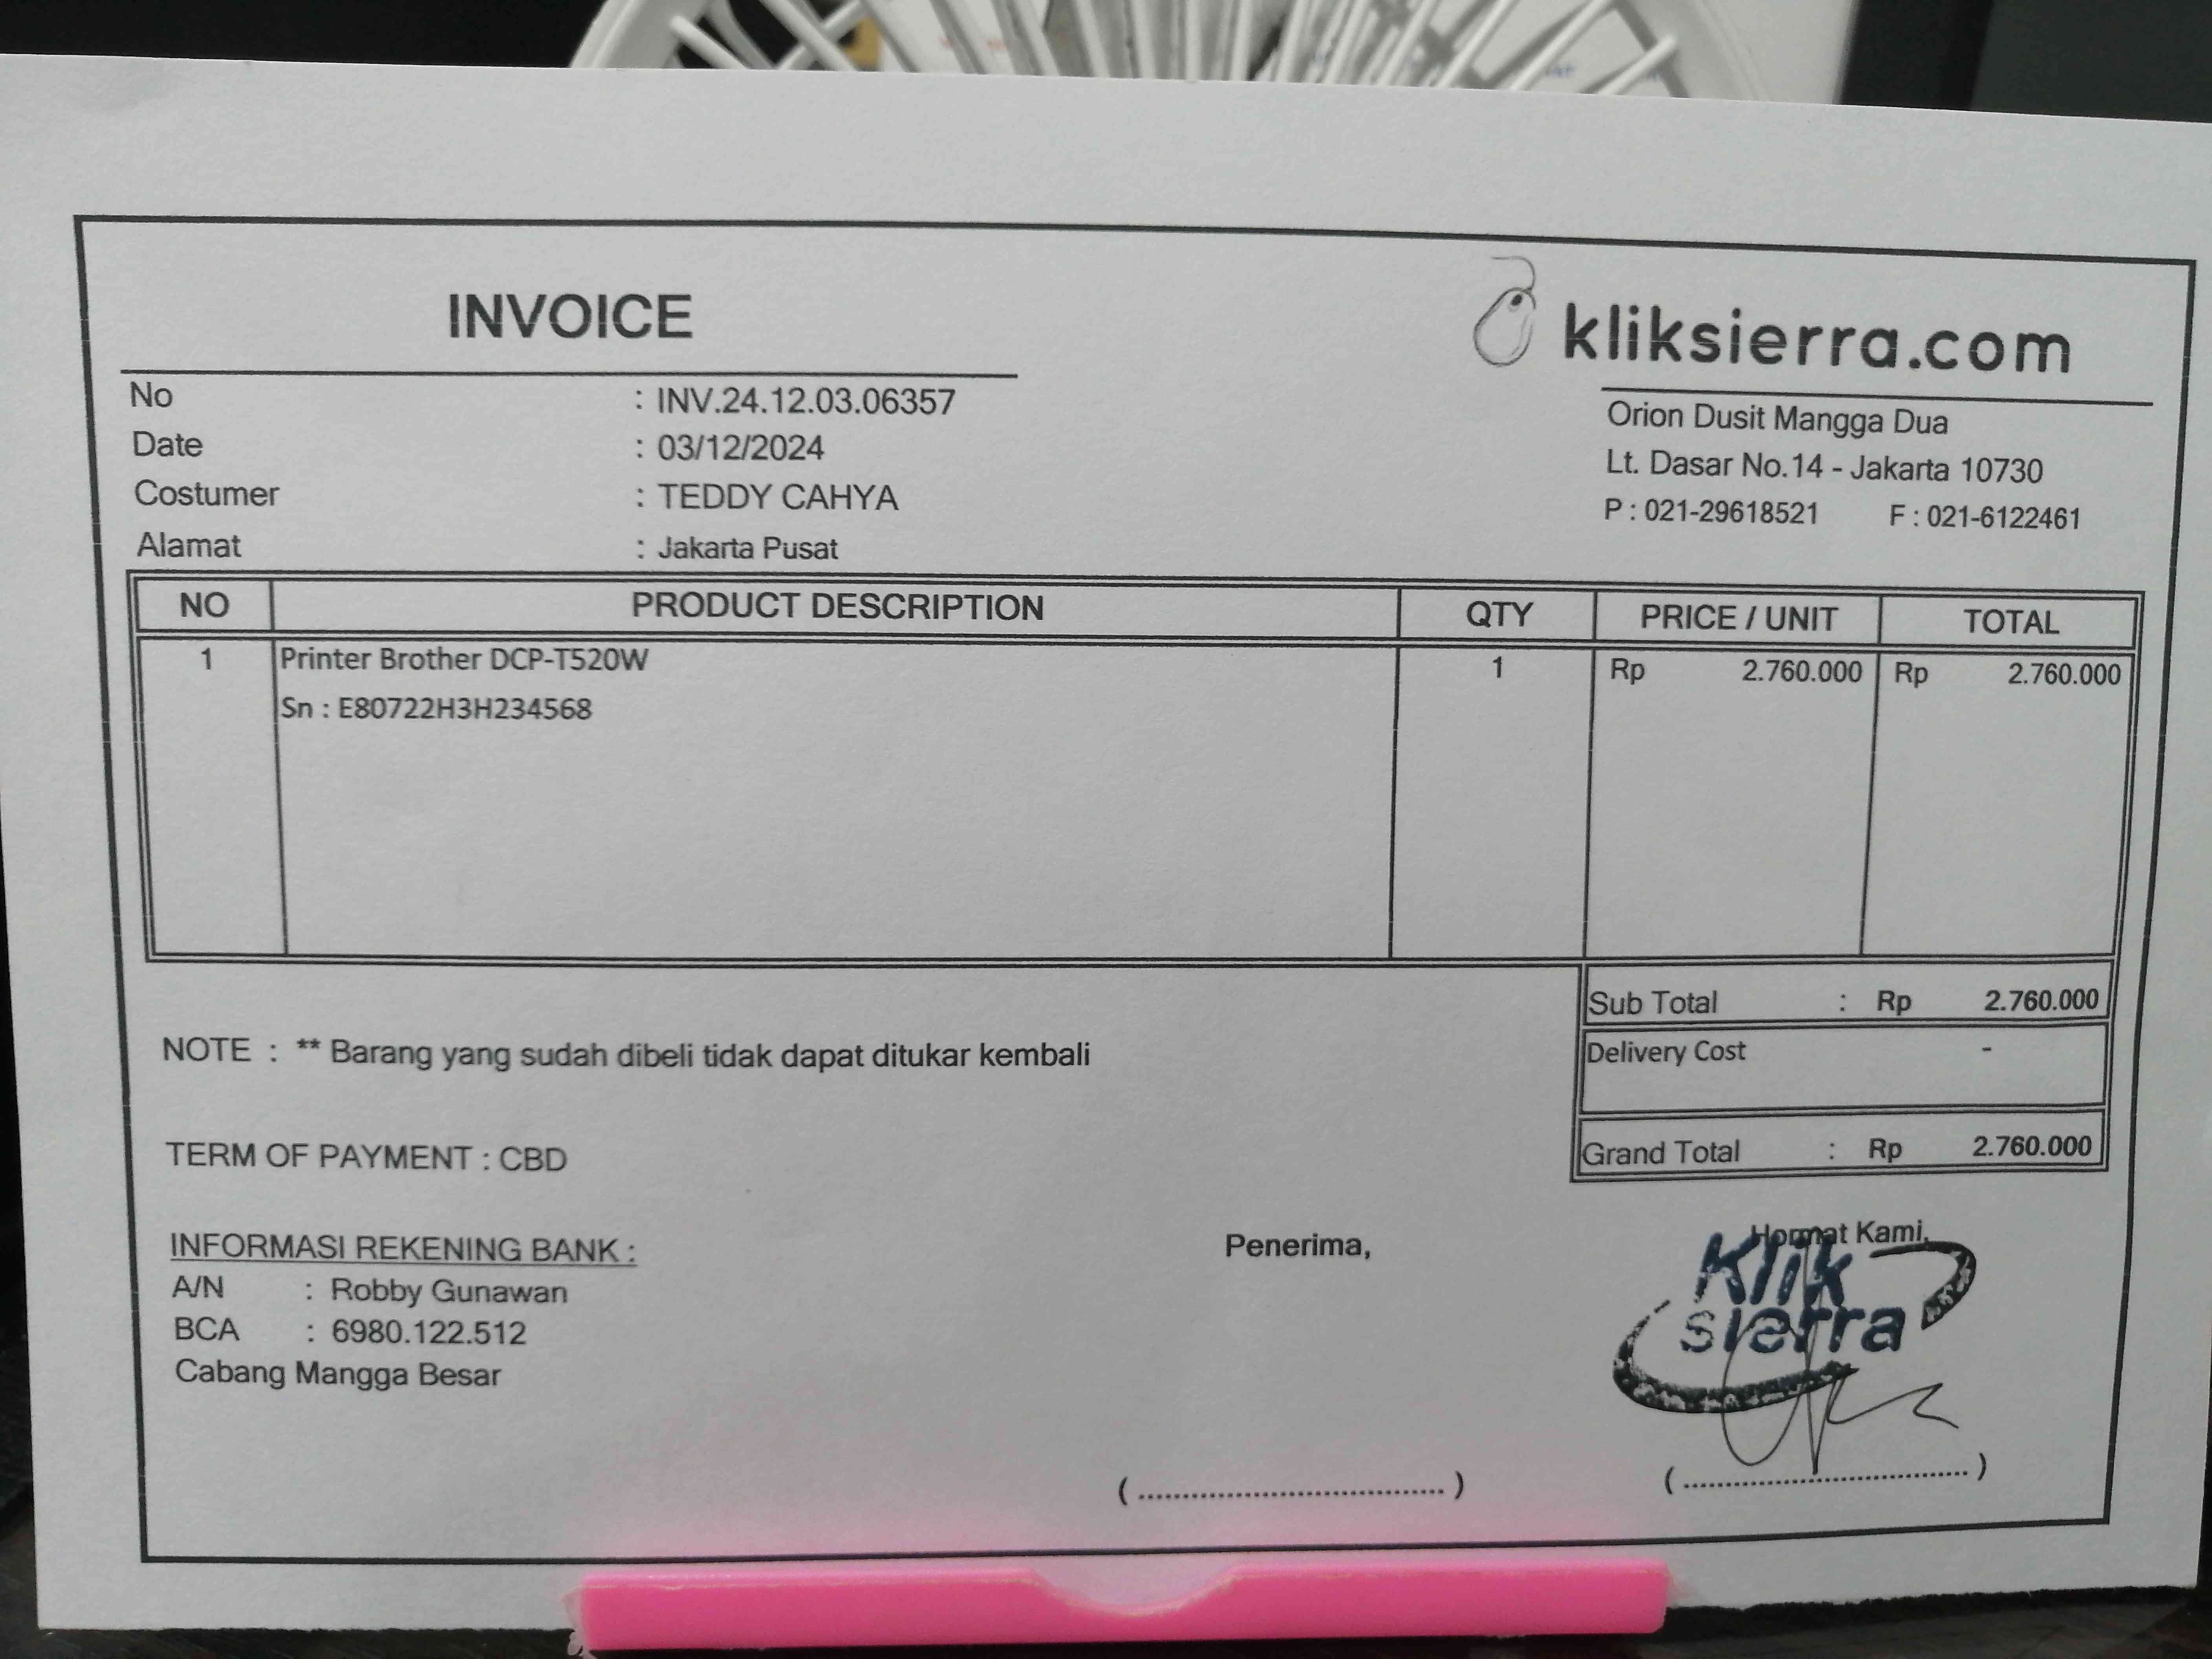 INVOICE
kliksierra.com
No : INV.24.12.03.06357
Date : 03/12/2024
Costumer : TEDDY CAHYA
Alamat : Jakarta Pusat
Orion Dusit Mangga Dua
Lt. Dasar No.14 - Jakarta 10730
P : 021-29618521 F : 021-6122461
NO PRODUCT DESCRIPTION QTY PRICE / UNIT TOTAL
1 Printer Brother DCP-T520W 1 Rp 2.760.000 Rp 2.760.000
Sn : E80722H3H234568
Sub Total : Rp 2.760.000
Delivery Cost -
Grand Total : Rp 2.760.000
NOTE : ** Barang yang sudah dibeli tidak dapat ditukar kembali
TERM OF PAYMENT : CBD
INFORMASI REKENING BANK :
A/N : Robby Gunawan
BCA : 6980.122.512
Cabang Mangga Besar
Penerima,
(..................................)
Hormat Kami,
Klik
sierra
(..................................)